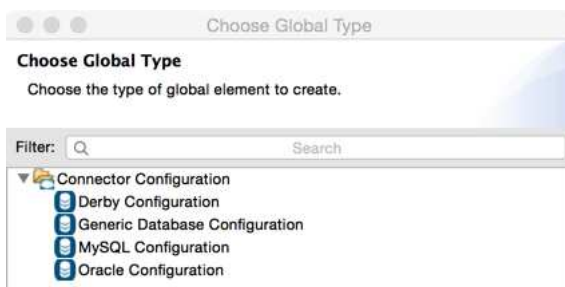 Choose Global Type
Choose Global Type
Choose the type of global element to create.
Filter: Search
Connector Configuration
Derby Configuration
Generic Database Configuration
MySQL Configuration
Oracle Configuration